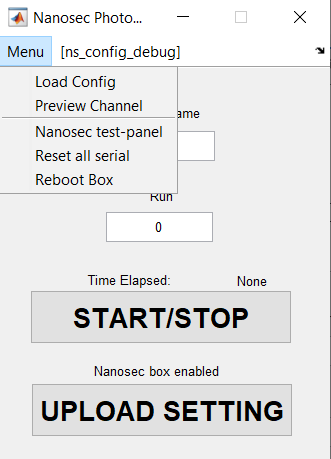 Nanosec Photo...
Menu [ns_config_debug]
Load Config
Preview Channel
Nanosec test-panel
Reset all serial
Reboot Box
Run
0
Time Elapsed: None
START/STOP
Nanosec box enabled
UPLOAD SETTING